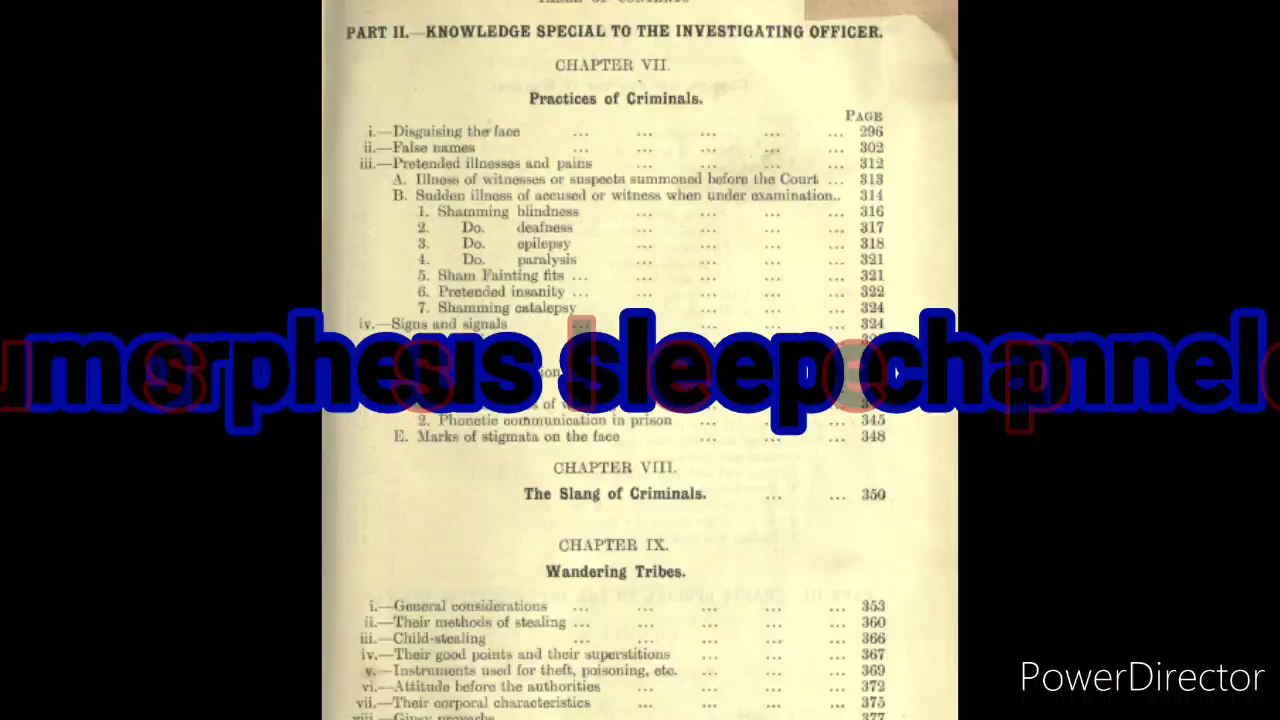 TABLE OF CONTENTS
PART II.—KNOWLEDGE SPECIAL TO THE INVESTIGATING OFFICER.
CHAPTER VII.
Practices of Criminals.
PAGE
i.—Disguising the face ... ... ... ... ... 296
ii.—False names ... ... ... ... ... 302
iii.—Pretended illnesses and pains ... ... ... ... 312
A. Illness of witnesses or suspects summoned before the Court ... 313
B. Sudden illness of accused or witness when under examination.. 314
1. Shamming blindness ... ... ... ... 316
2. Do. deafness ... ... ... ... 317
3. Do. epilepsy ... ... ... ... 318
4. Do. paralysis ... ... ... ... 321
5. Sham Fainting fits ... ... ... ... ... 321
6. Pretended insanity ... ... ... ... ... 322
7. Shamming catalepsy ... ... ... ... 324
iv.—Signs and signals ... ... ... ... ... 324
morpheus sleep channel
2. Phonetic communication in prison ... ... ... 345
E. Marks of stigmata on the face ... ... ... 348
CHAPTER VIII.
The Slang of Criminals. ... ... 350
CHAPTER IX.
Wandering Tribes.
i.—General considerations ... ... ... ... ... 353
ii.—Their methods of stealing ... ... ... ... ... 360
iii.—Child-stealing ... ... ... ... ... 366
iv.—Their good points and their superstitions ... ... ... 367
v.—Instruments used for theft, poisoning, etc. ... ... ... 369
vi.—Attitude before the authorities ... ... ... ... 372
vii.—Their corporal characteristics ... ... ... ... 375
viii.—Gipsy proverbs ... ... ... ... 377
PowerDirector